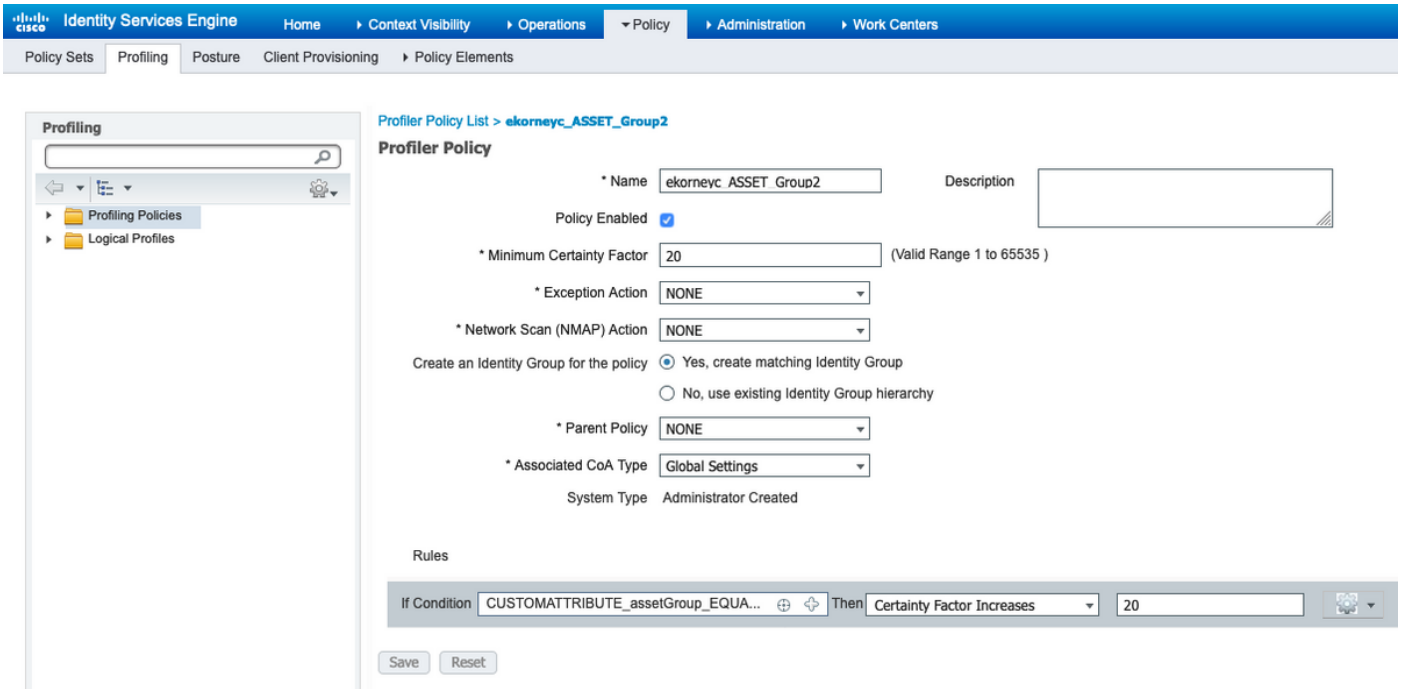 cisco Identity Services Engine Home Context Visibility Operations Policy Administration Work Centers
Policy Sets Profiling Posture Client Provisioning Policy Elements
Profiling
Profiling Policies
Logical Profiles
Profiler Policy List > ekorneyc_ASSET_Group2
Profiler Policy
* Name ekorneyc_ASSET_Group2 Description
Policy Enabled
* Minimum Certainty Factor 20 (Valid Range 1 to 65535 )
* Exception Action NONE
* Network Scan (NMAP) Action NONE
Create an Identity Group for the policy Yes, create matching Identity Group
No, use existing Identity Group hierarchy
* Parent Policy NONE
* Associated CoA Type Global Settings
System Type Administrator Created
Rules
If Condition CUSTOMATTRIBUTE_assetGroup_EQUA... Then Certainty Factor Increases 20
Save Reset